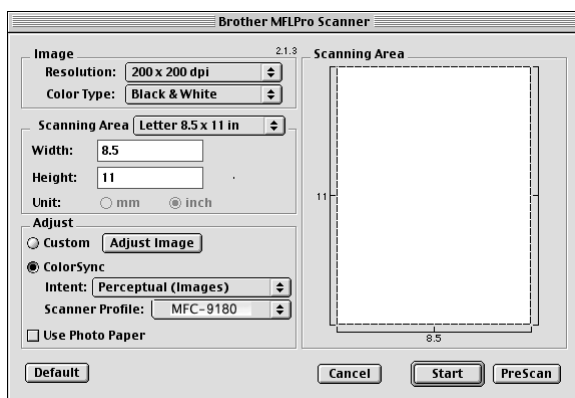 Brother MFLPro Scanner
Image 2.1.3
Resolution: 200 x 200 dpi
Color Type: Black & White
Scanning Area Letter 8.5 x 11 in
Width: 8.5
Height: 11
Unit: mm inch
Adjust
Custom Adjust Image
ColorSync
Intent: Perceptual (Images)
Scanner Profile: MFC-9180
Use Photo Paper
Default
Scanning Area
11
8.5
Cancel Start PreScan